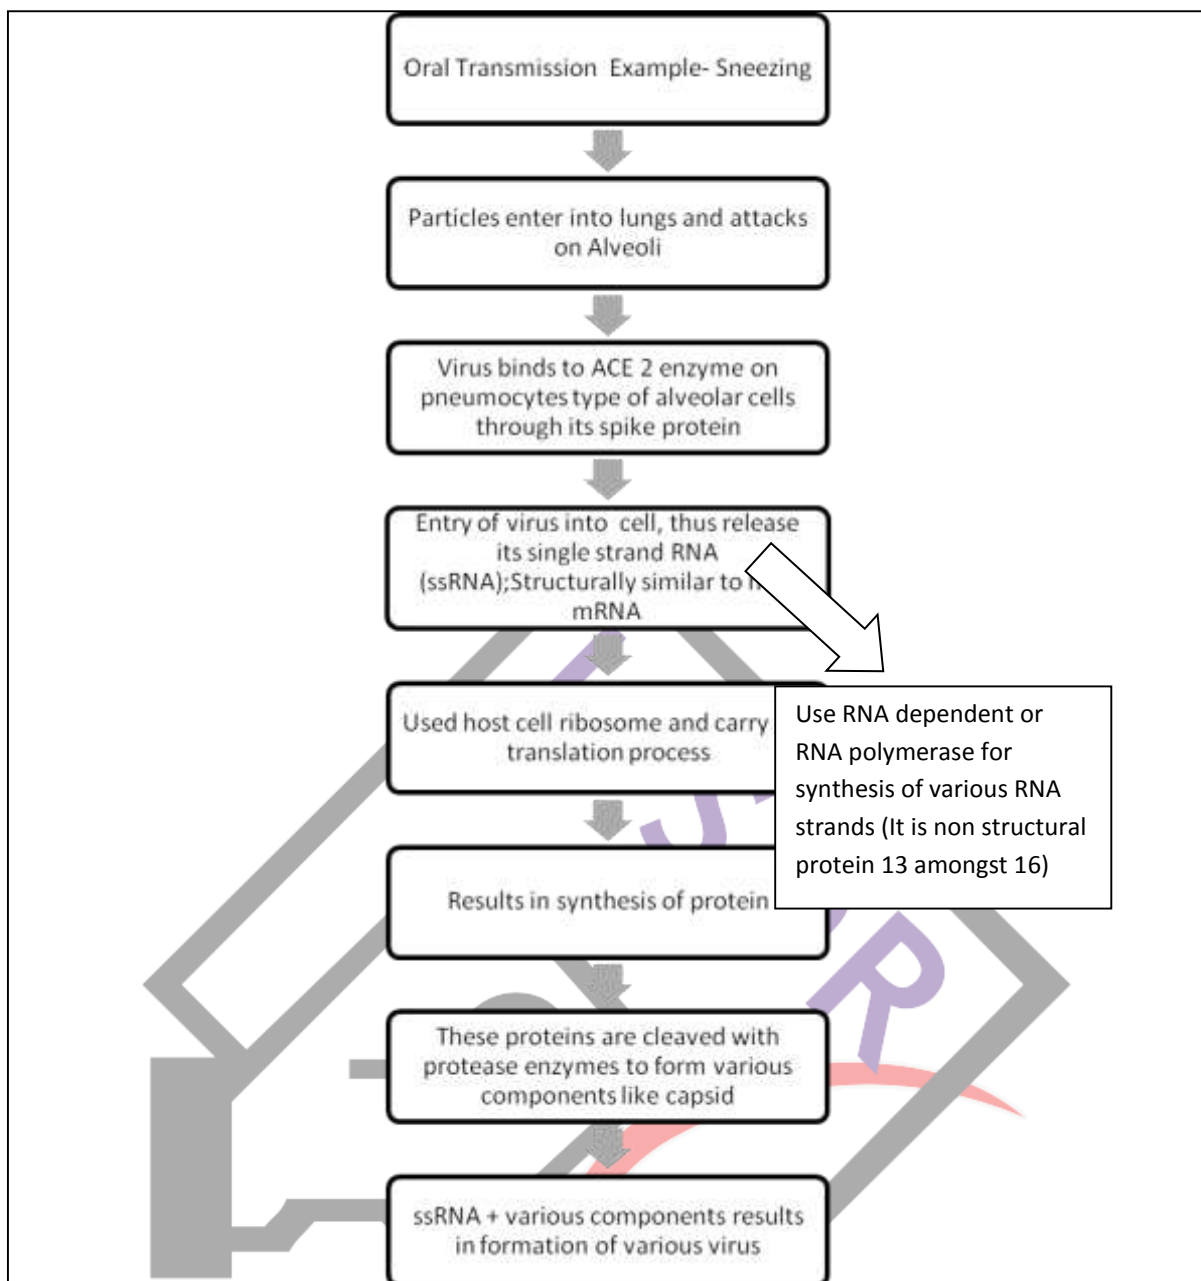 Oral Transmission Example- Sneezing
Particles enter into lungs and attacks
on Alveoli
Virus binds to ACE 2 enzyme on
pneumocytes type of alveolar cells
through its spike protein
Entry of virus into cell, thus release
its single strand RNA
(ssRNA);Structurally similar to
mRNA
Used host cell ribosome and carry
translation process
Use RNA dependent or
RNA polymerase for
synthesis of various RNA
strands (It is non structural
protein 13 amongst 16)
Results in synthesis of protein
These proteins are cleaved with
protease enzymes to form various
components like capsid
ssRNA + various components results
in formation of various virus